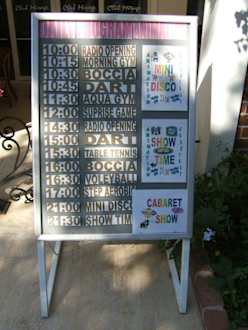 10:00 RADIO OPENING
10:15 MORNING GYM
10:30 BOCCIA
10:45 DART
11:30 AQUA GYM
12:00 SUPRISE GAME
14:30 RADIO OPENING
15:00 DART
15:30 TABLE TENNIS
16:00 BOCCIA
16:30 VOLLEYBALL
17:00 STEP AEROBIC
21:00 MINI DISCO
21:30 SHOW TIME
MINI
DISCO
SHOW
TIME
CABARET
SHOW